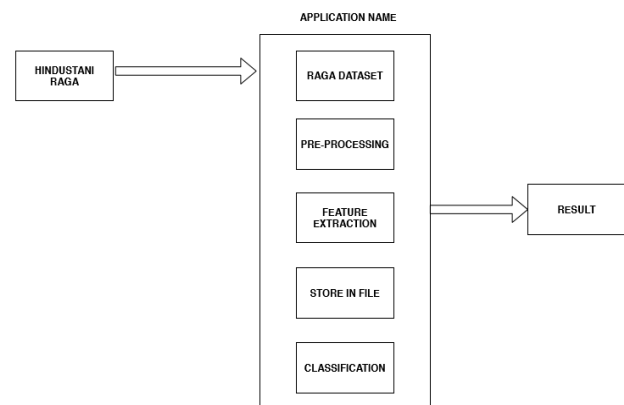 APPLICATION NAME
HINDUSTANI
RAGA
RAGA DATASET
PRE-PROCESSING
FEATURE
EXTRACTION
STORE IN FILE
CLASSIFICATION
RESULT